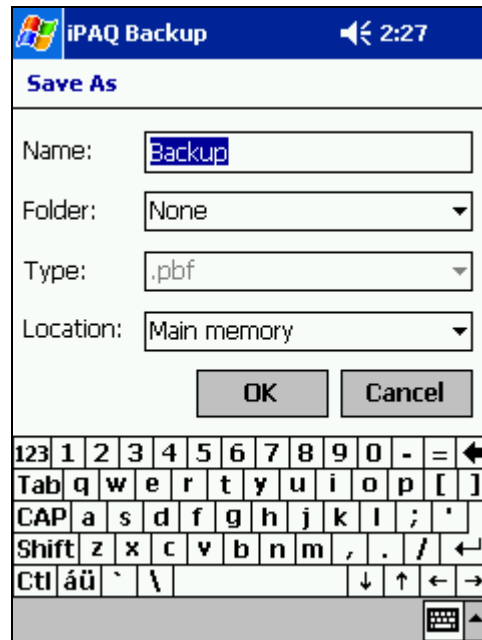 iPAQ Backup 2:27
Save As
Name: Backup
Folder: None
Type: .pbf
Location: Main memory
OK Cancel
123 1 2 3 4 5 6 7 8 9 0 - =
Tab q w e r t y u i o p [ ]
CAP a s d f g h j k l ; '
Shift z x c v b n m , . /
Ctl áü ` \ ↓ ↑ ← →